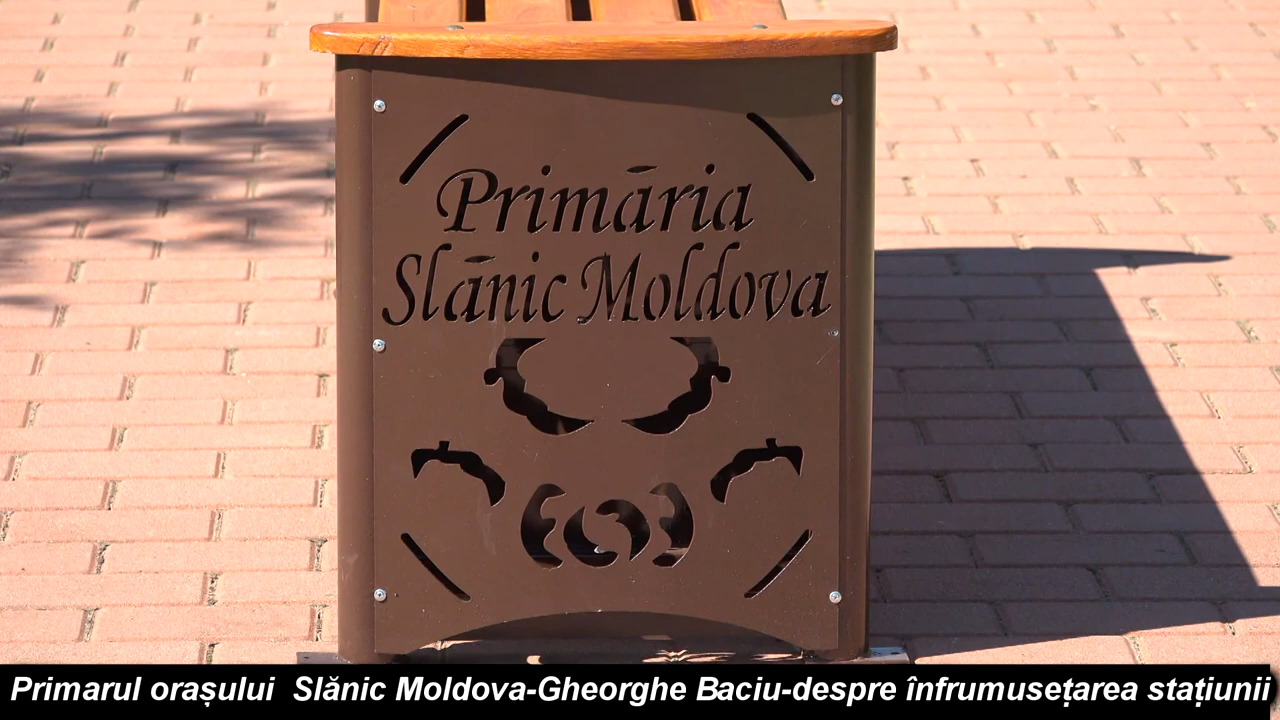 Primăria
Slănic Moldova
Primarul orașului  Slănic Moldova-Gheorghe Baciu-despre înfrumusețarea stațiunii